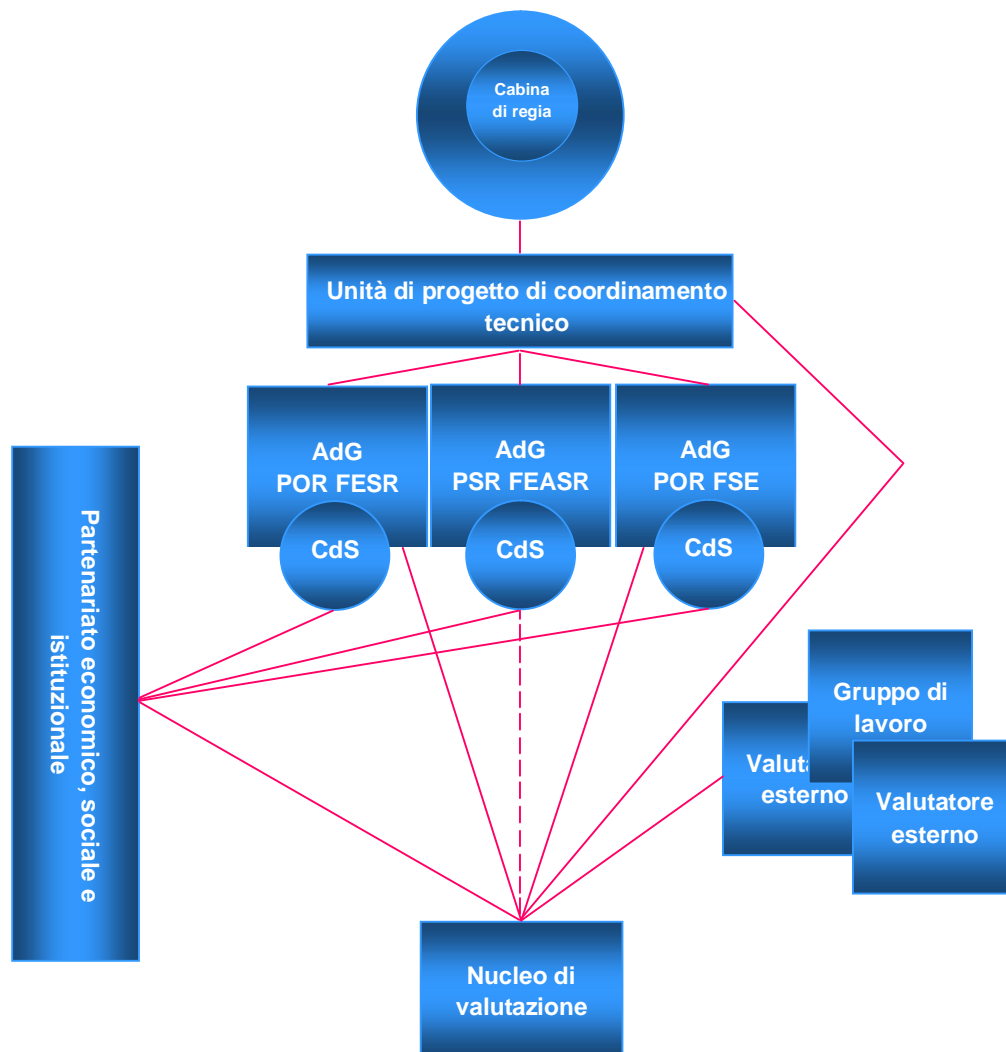 Cabina
di regia
Unità di progetto di coordinamento
tecnico
AdG
POR FESR
AdG
PSR FEASR
AdG
POR FSE
CdS
CdS
CdS
Partenariato economico, sociale e
istituzionale
Gruppo di
lavoro
esterno
Valutatore
esterno
Nucleo di
valutazione